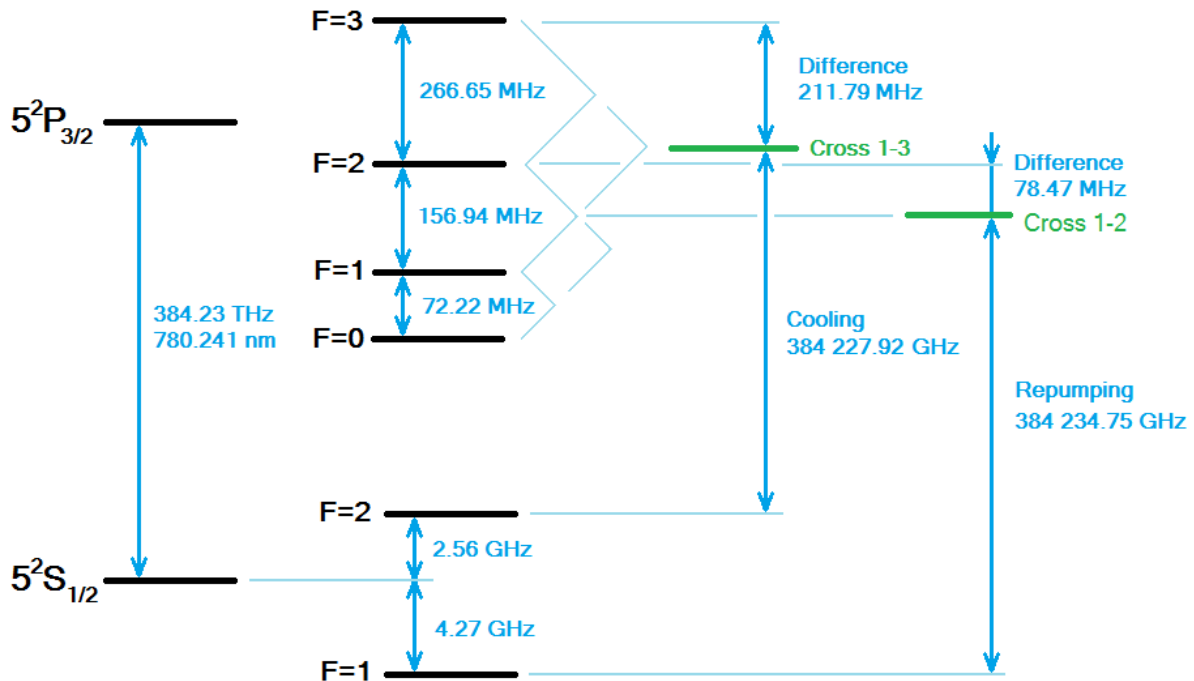 F=3
Difference
211.79 MHz
266.65 MHz
5²P₃/₂
Cross 1-3
F=2
Difference
78.47 MHz
156.94 MHz
Cross 1-2
F=1
384.23 THz
780.241 nm
72.22 MHz
F=0
Cooling
384 227.92 GHz
Repumping
384 234.75 GHz
F=2
2.56 GHz
5²S₁/₂
4.27 GHz
F=1